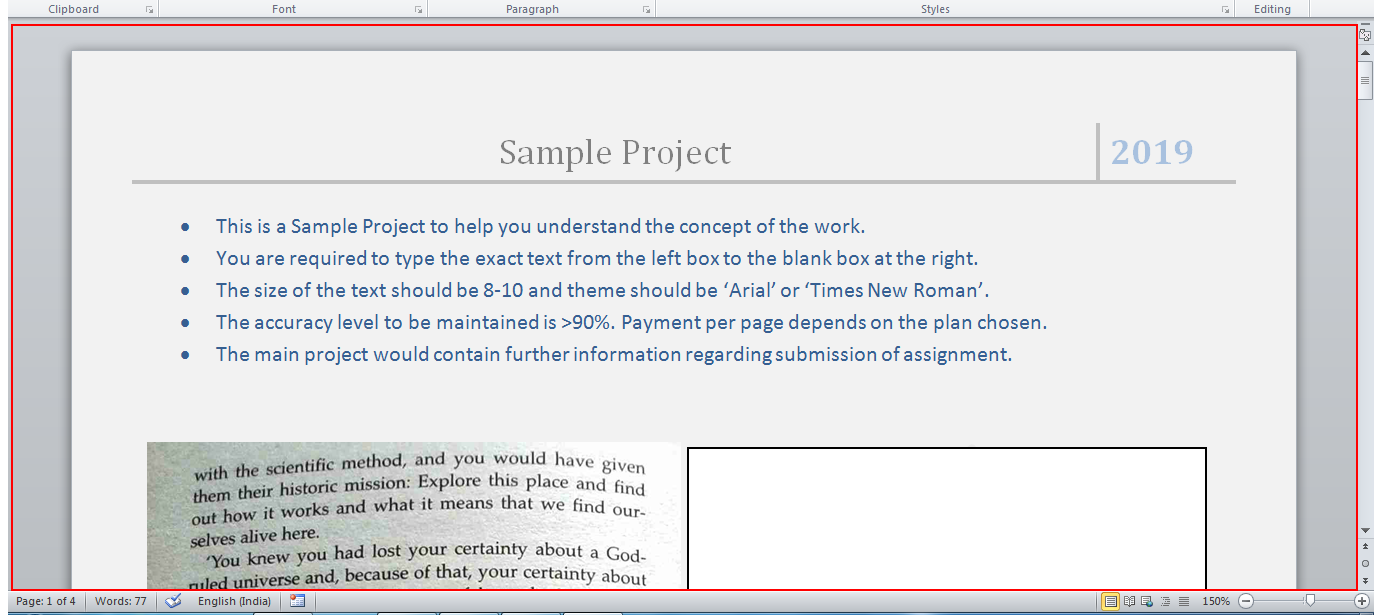 Clipboard Font Paragraph Styles Editing
Sample Project 2019
• This is a Sample Project to help you understand the concept of the work.
• You are required to type the exact text from the left box to the blank box at the right.
• The size of the text should be 8-10 and theme should be ‘Arial’ or ‘Times New Roman’.
• The accuracy level to be maintained is >90%. Payment per page depends on the plan chosen.
• The main project would contain further information regarding submission of assignment.
with the scientific method, and you would have given
them their historic mission: Explore this place and find
out how it works and what it means that we find our-
selves alive here.
‘You knew you had lost your certainty about a God-
ruled universe and, because of that, your certainty about
Page: 1 of 4 Words: 77 English (India) 150%